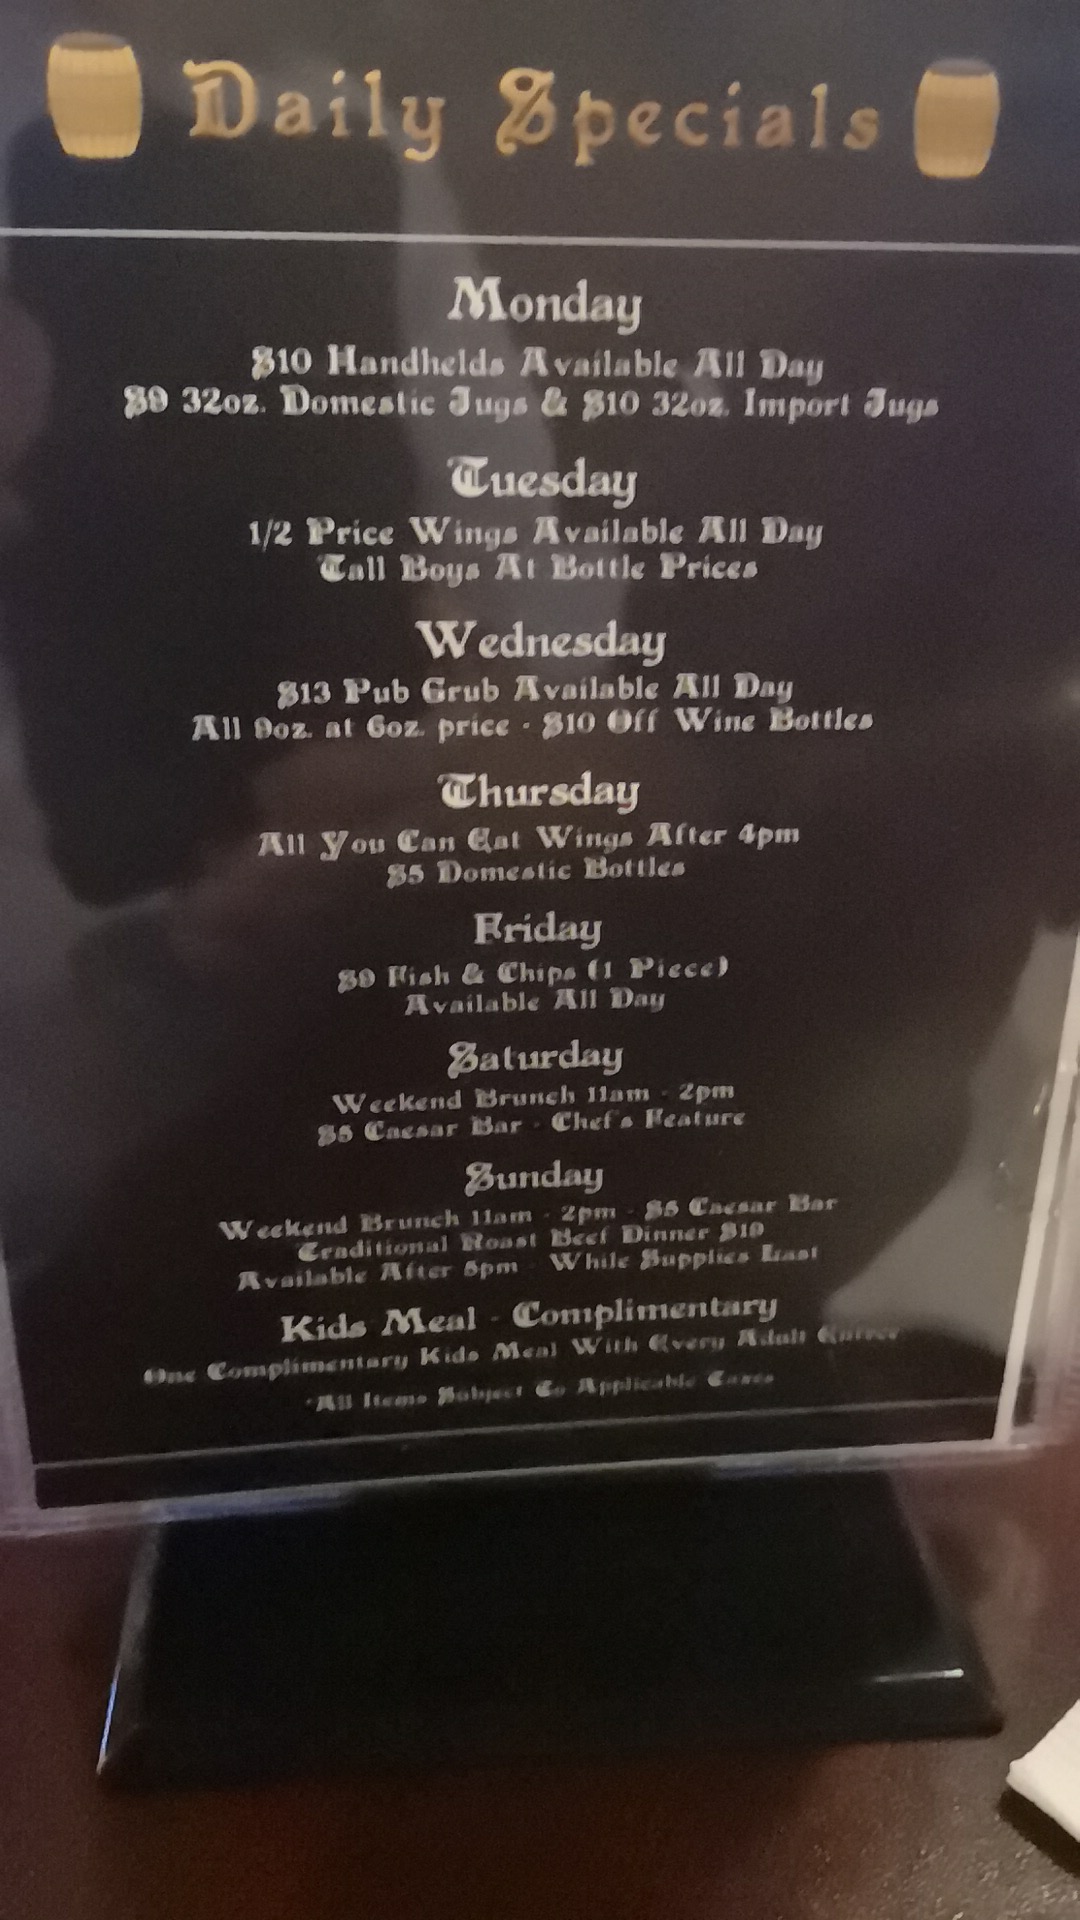 Daily Specials
Monday
$10 Handhelds Available All Day
$9 32oz. Domestic Jugs & $10 32oz. Import Jugs
Tuesday
1/2 Price Wings Available All Day
Tall Boys At Bottle Prices
Wednesday
$13 Pub Grub Available All Day
All 9oz. at 6oz. price - $10 Off Wine Bottles
Thursday
All You Can Eat Wings After 4pm
$5 Domestic Bottles
Friday
$9 Fish & Chips (1 Piece)
Available All Day
Saturday
Weekend Brunch 11am - 2pm
$5 Caesar Bar - Chef's Feature
Sunday
Weekend Brunch 11am - 2pm - $5 Caesar Bar
Traditional Roast Beef Dinner
Available After 5pm - While Supplies Last
Kids Meal - Complimentary
One Complimentary Kids Meal With Every Adult Entree
*All Items Subject To Applicable Taxes